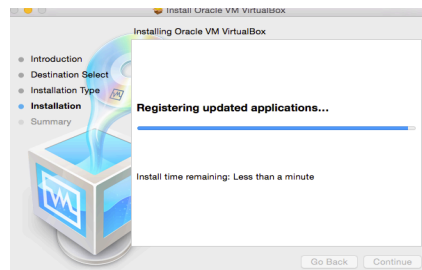 Install Oracle VM VirtualBox
Installing Oracle VM VirtualBox
Introduction
Destination Select
Installation Type
Installation
Summary
Registering updated applications...
Install time remaining: Less than a minute
Go Back
Continue